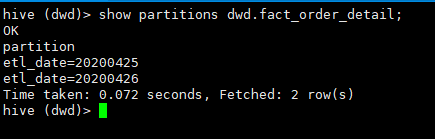 hive (dwd)> show partitions dwd.fact_order_detail;
OK
partition
etl_date=20200425
etl_date=20200426
Time taken: 0.072 seconds, Fetched: 2 row(s)
hive (dwd)>